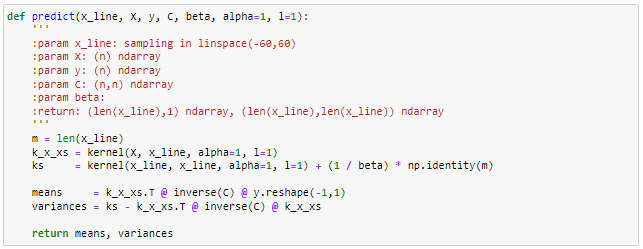 def predict(x_line, X, y, C, beta, alpha=1, l=1):
    '''
    :param x_line: sampling in linspace(-60,60)
    :param X: (n) ndarray
    :param y: (n) ndarray
    :param C: (n,n) ndarray
    :param beta:
    :return: (len(x_line),1) ndarray, (len(x_line),len(x_line)) ndarray
    '''
    m = len(x_line)
    k_x_xs = kernel(X, x_line, alpha=1, l=1)
    ks     = kernel(x_line, x_line, alpha=1, l=1) + (1 / beta) * np.identity(m)
    means     = k_x_xs.T @ inverse(C) @ y.reshape(-1,1)
    variances = ks - k_x_xs.T @ inverse(C) @ k_x_xs
    return means, variances